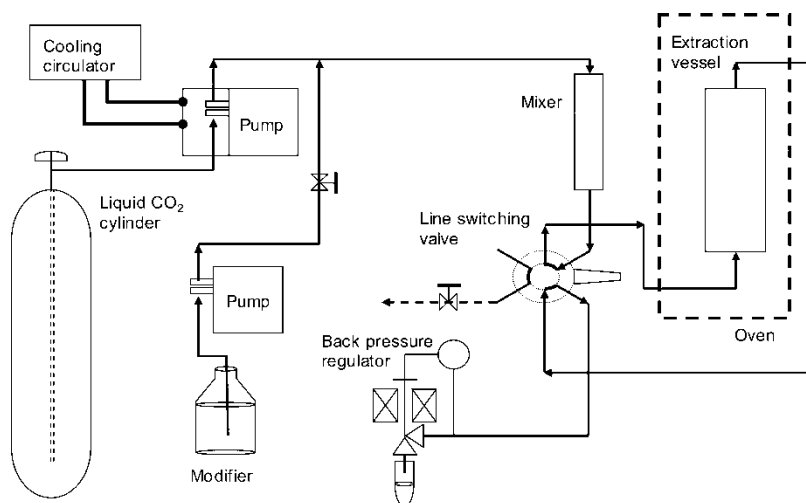 Cooling
circulator
Pump
Liquid CO₂
cylinder
Pump
Modifier
Mixer
Line switching
valve
Back pressure
regulator
Extraction
vessel
Oven